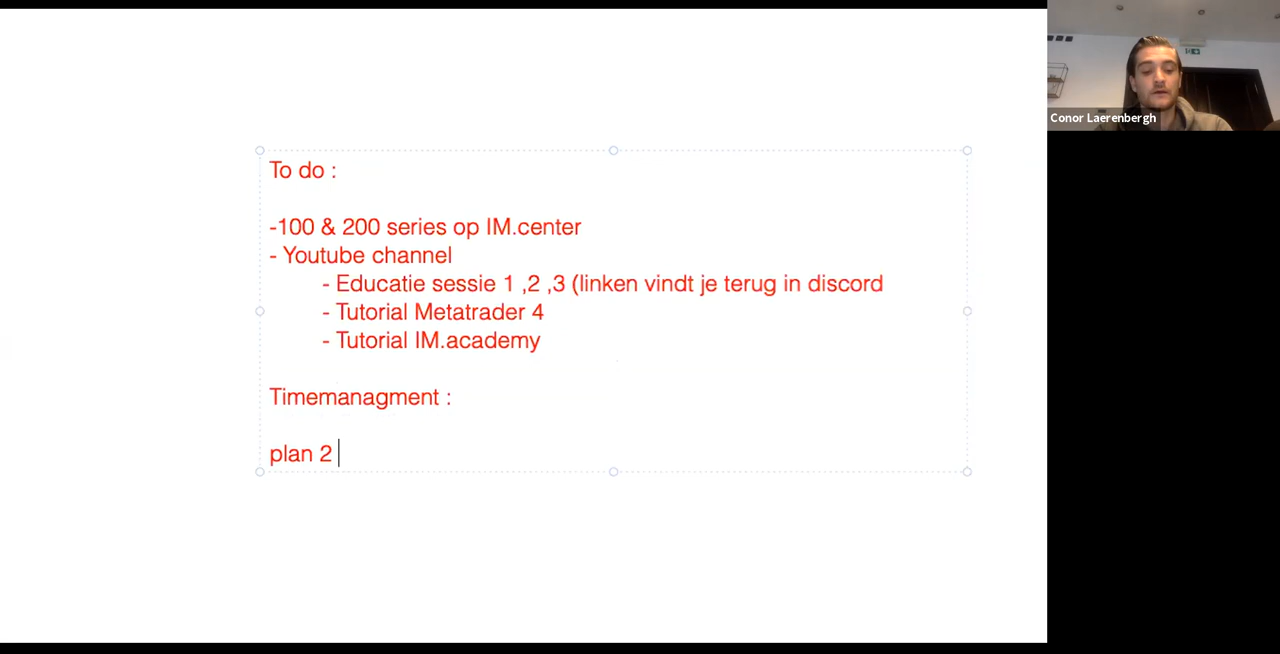 To do :
-100 & 200 series op IM.center
- Youtube channel
- Educatie sessie 1 ,2 ,3 (linken vindt je terug in discord
- Tutorial Metatrader 4
- Tutorial IM.academy
Timemanagment :
plan 2
Conor Laerenbergh